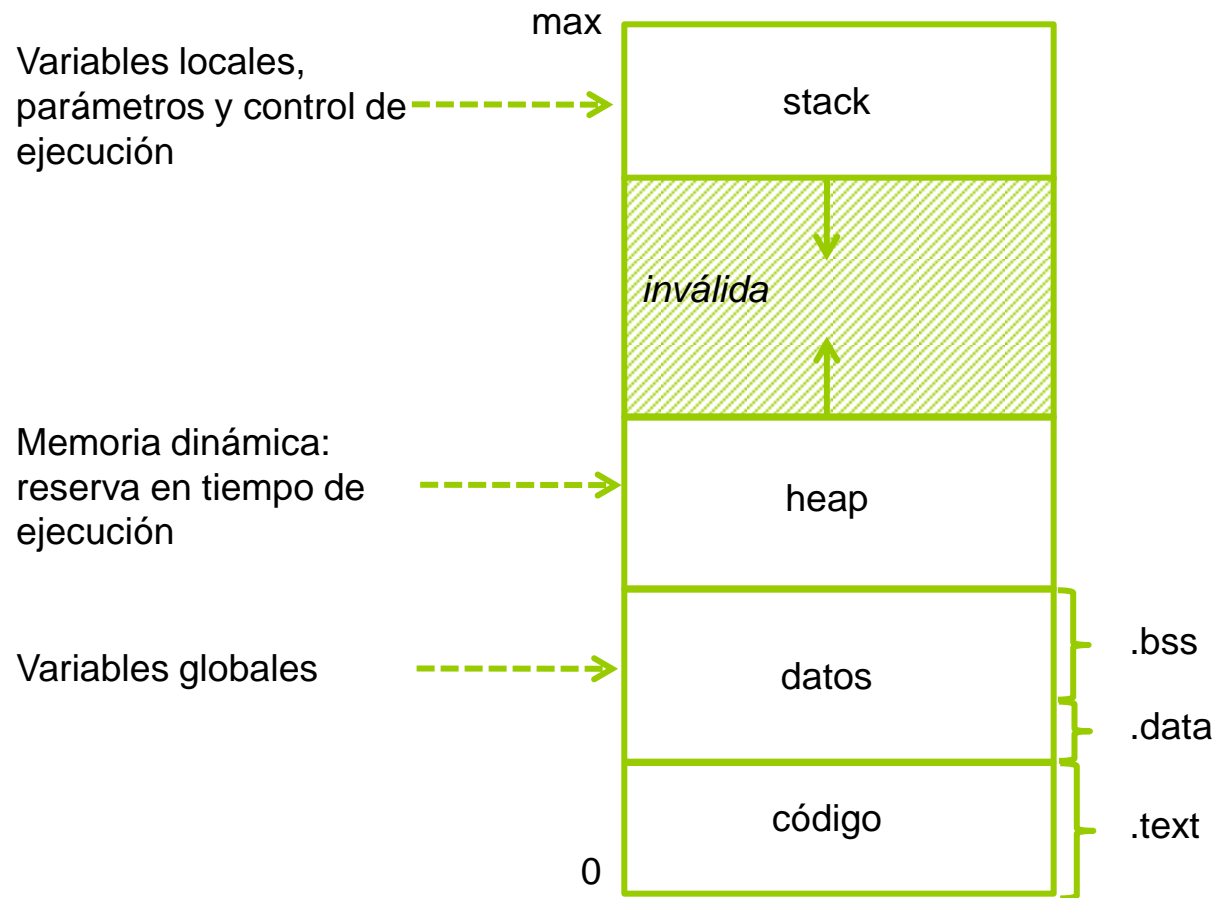 max
Variables locales,
parámetros y control de
ejecución
stack
inválida
Memoria dinámica:
reserva en tiempo de
ejecución
heap
Variables globales
datos
.bss
.data
código
.text
0